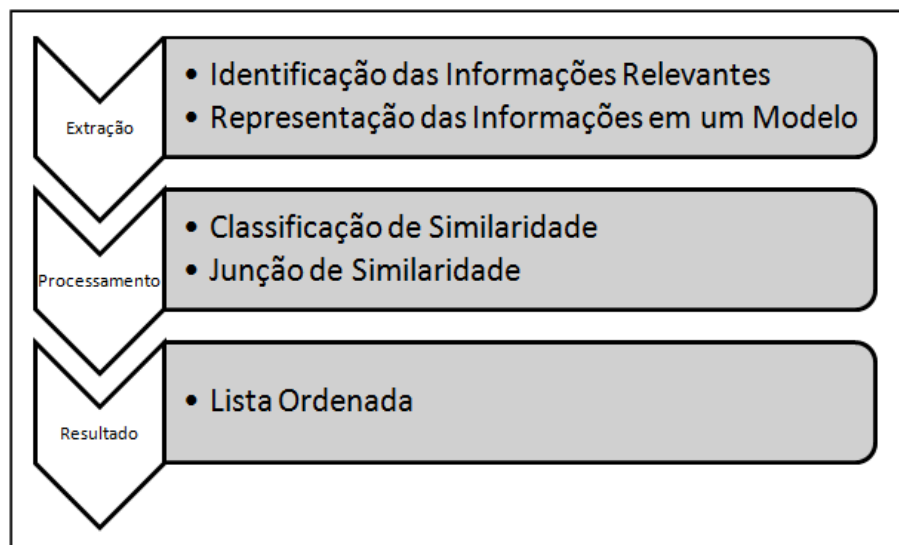 Extração
• Identificação das Informações Relevantes
• Representação das Informações em um Modelo
Processamento
• Classificação de Similaridade
• Junção de Similaridade
Resultado
• Lista Ordenada